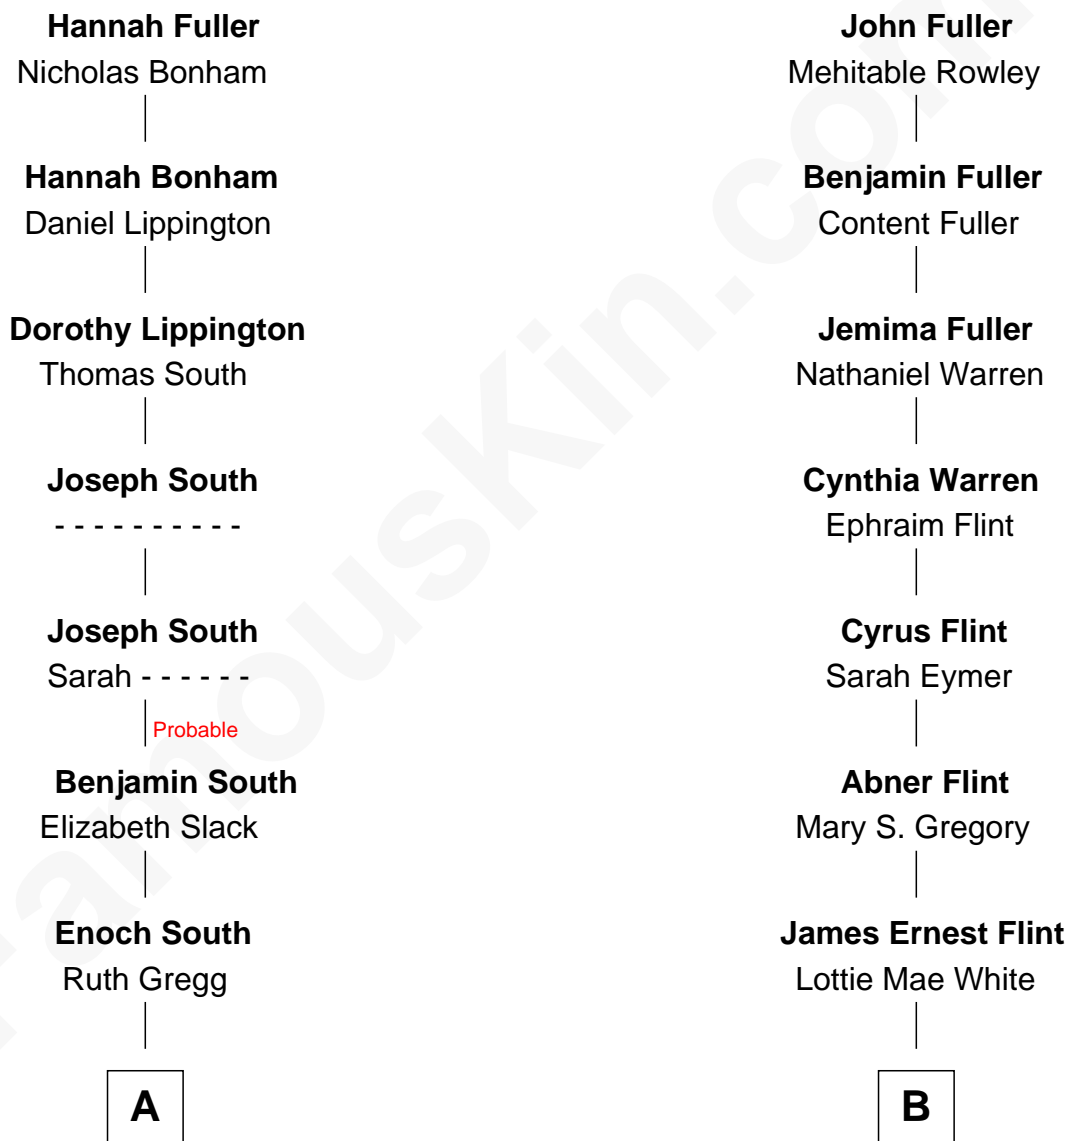 Hannah Fuller
Nicholas Bonham
Hannah Bonham
Daniel Lippington
Dorothy Lippington
Thomas South
Joseph South
- - - - - - - - - -
Joseph South
Sarah - - - - - -
Probable
Benjamin South
Elizabeth Slack
Enoch South
Ruth Gregg
A
John Fuller
Mehitable Rowley
Benjamin Fuller
Content Fuller
Jemima Fuller
Nathaniel Warren
Cynthia Warren
Ephraim Flint
Cyrus Flint
Sarah Eymer
Abner Flint
Mary S. Gregory
James Ernest Flint
Lottie Mae White
B
FamousKin.com